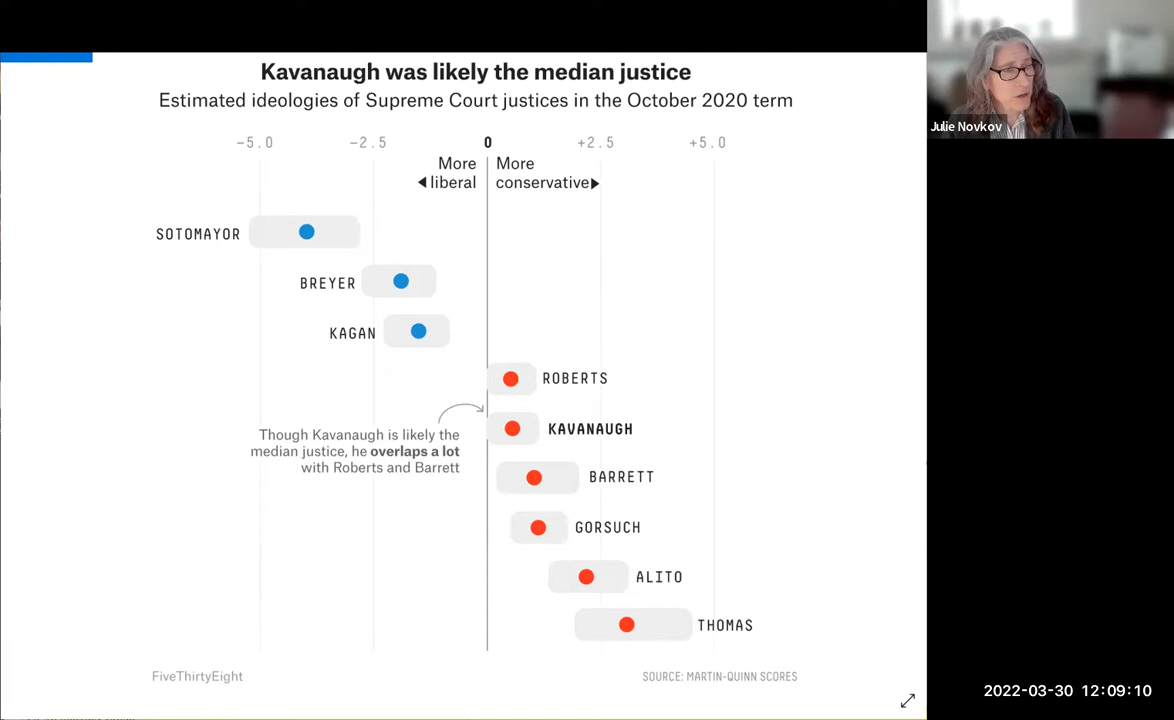 Kavanaugh was likely the median justice
Estimated ideologies of Supreme Court justices in the October 2020 term
−5.0 −2.5 0 +2.5 +5.0
More More
◀ liberal conservative▶
SOTOMAYOR
BREYER
KAGAN
ROBERTS
KAVANAUGH
Though Kavanaugh is likely the
median justice, he overlaps a lot
with Roberts and Barrett
BARRETT
GORSUCH
ALITO
THOMAS
FiveThirtyEight SOURCE: MARTIN-QUINN SCORES
Julie Novkov
2022-03-30 12:09:10